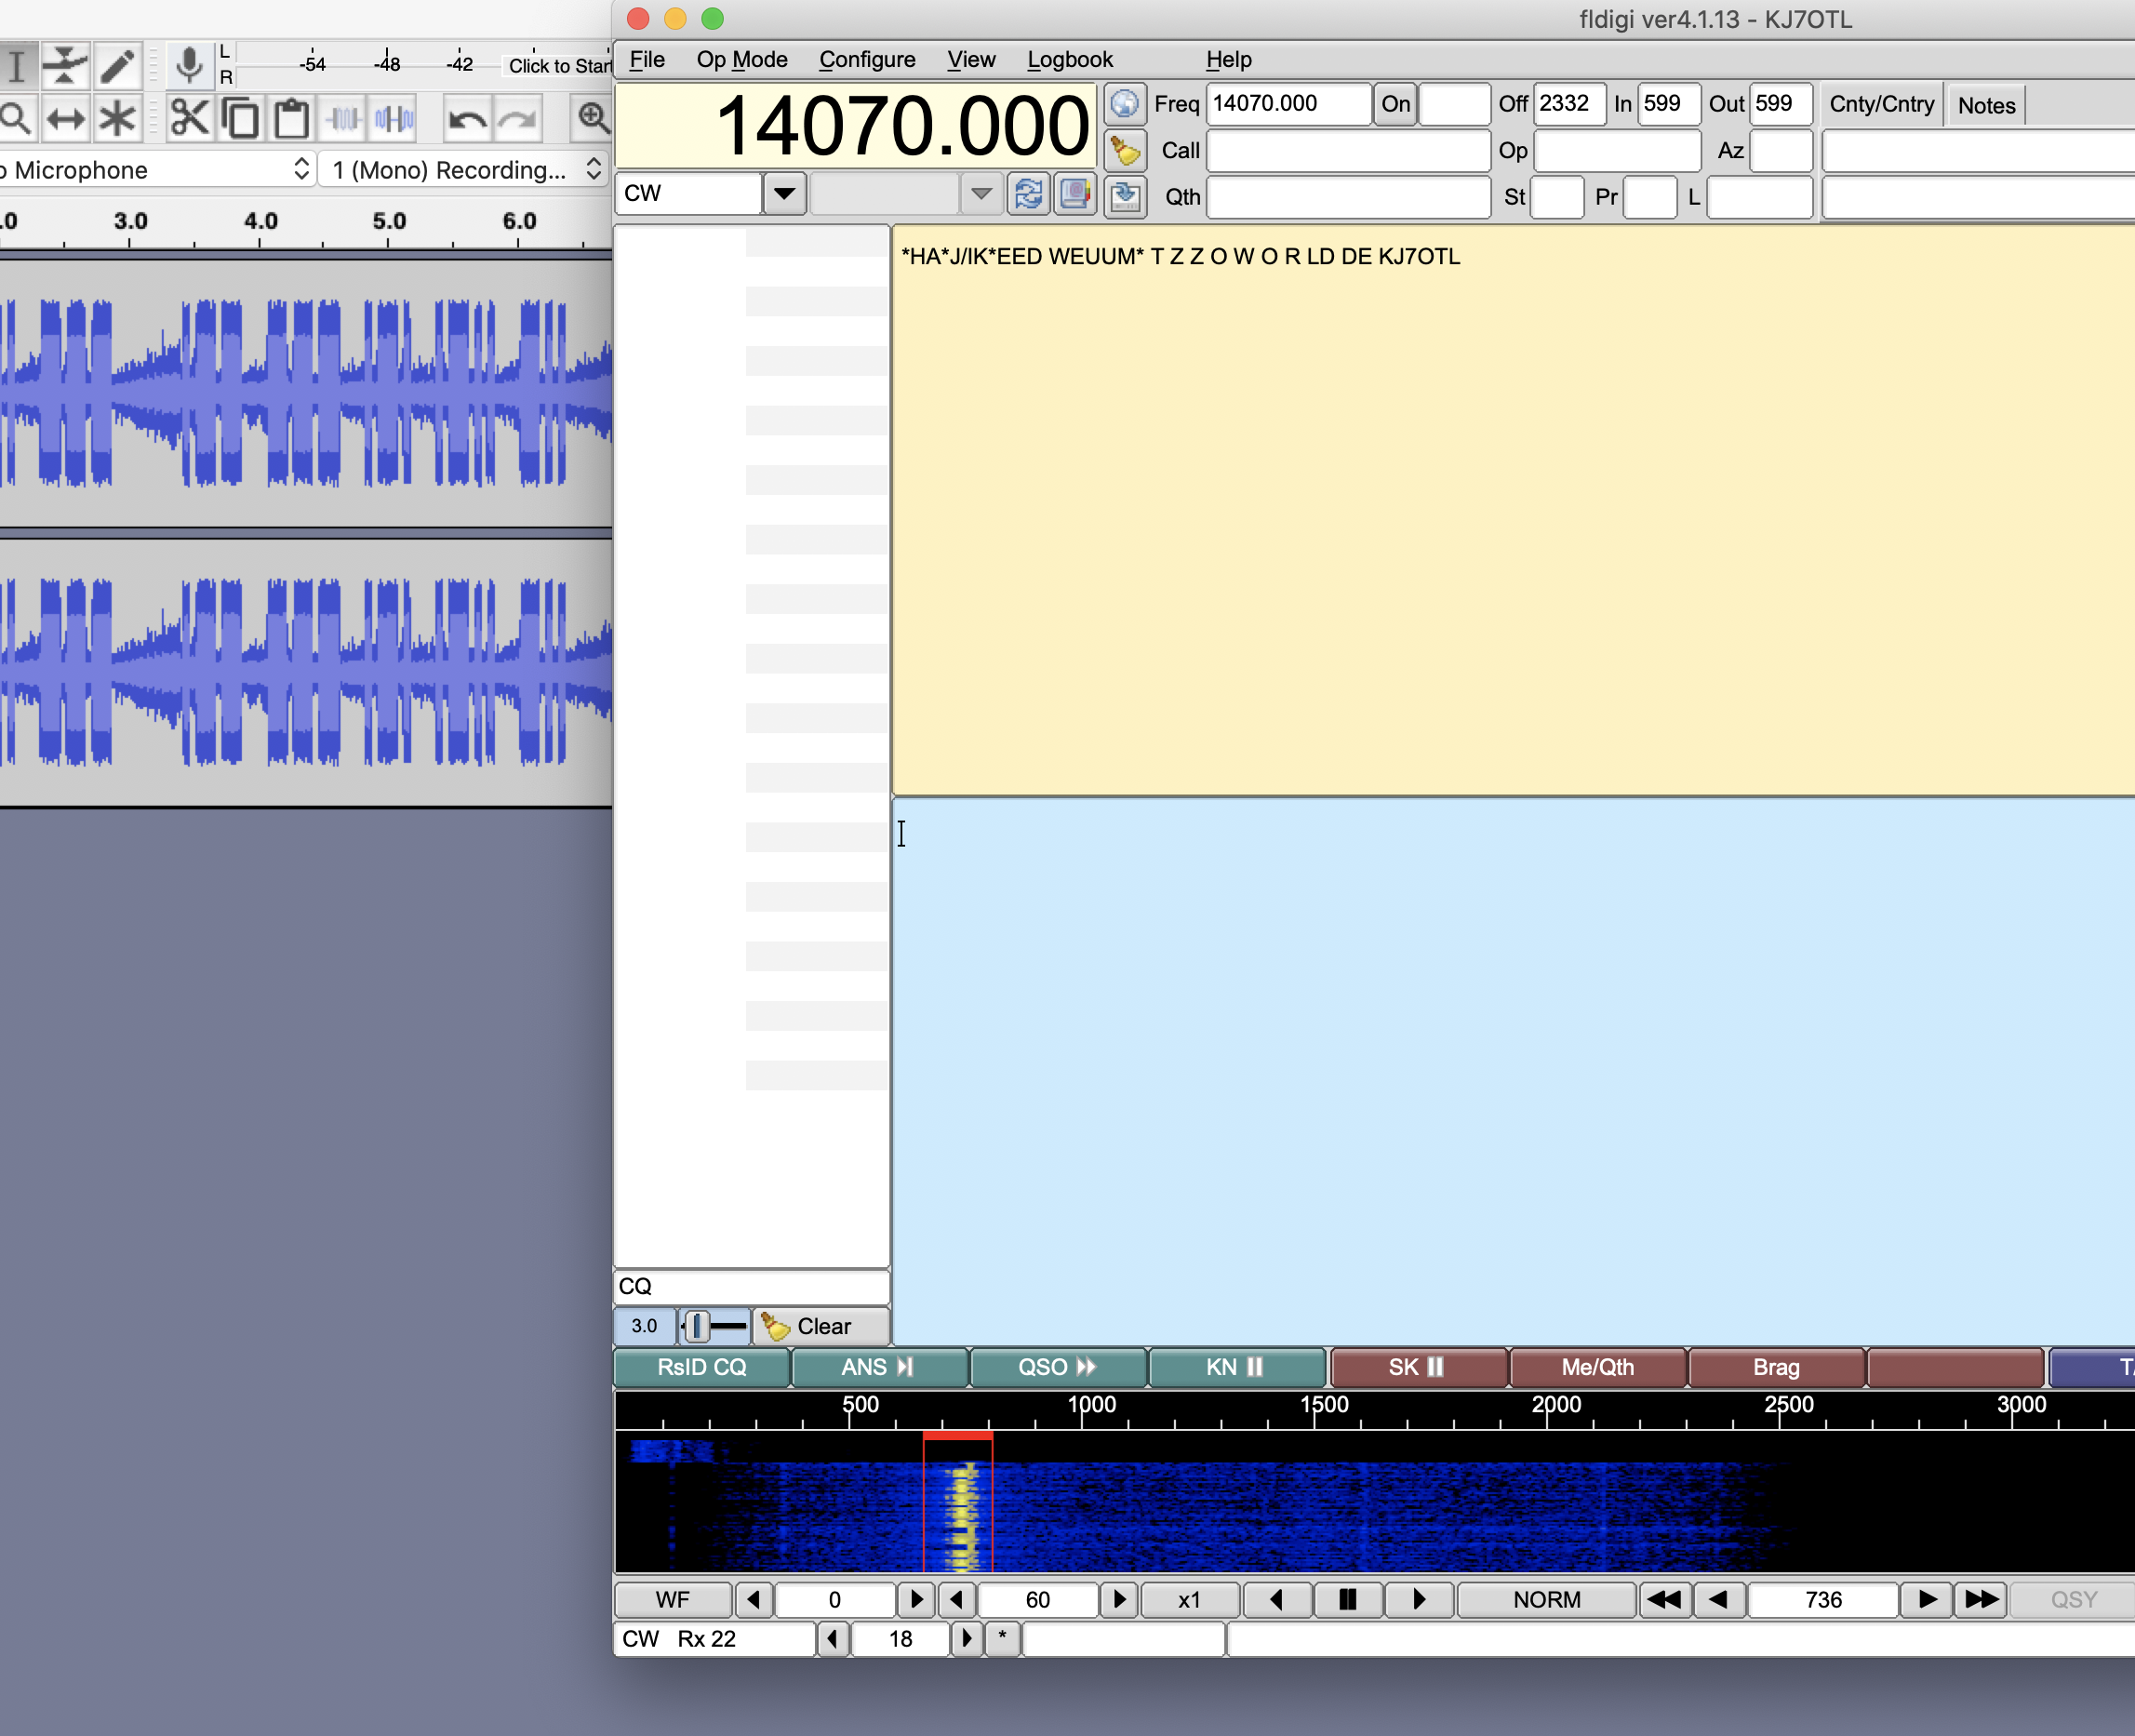 fldigi ver4.1.13 - KJ7OTL
L
R
-54 -48 -42 Click to Start
Microphone
1 (Mono) Recording...
.0 3.0 4.0 5.0 6.0
File Op Mode Configure View Logbook Help
14070.000
Freq 14070.000 On Off 2332 In 599 Out 599 Cnty/Cntry Notes
Call Op Az
CW
Qth St Pr L
*HA*J/IK*EED WEUUM* T Z Z O W O R LD DE KJ7OTL
CQ
3.0 Clear
RsID CQ ANS QSO KN SK Me/Qth Brag T/
500 1000 1500 2000 2500 3000
WF 0 60 x1 NORM 736 QSY
CW Rx 22 18 *